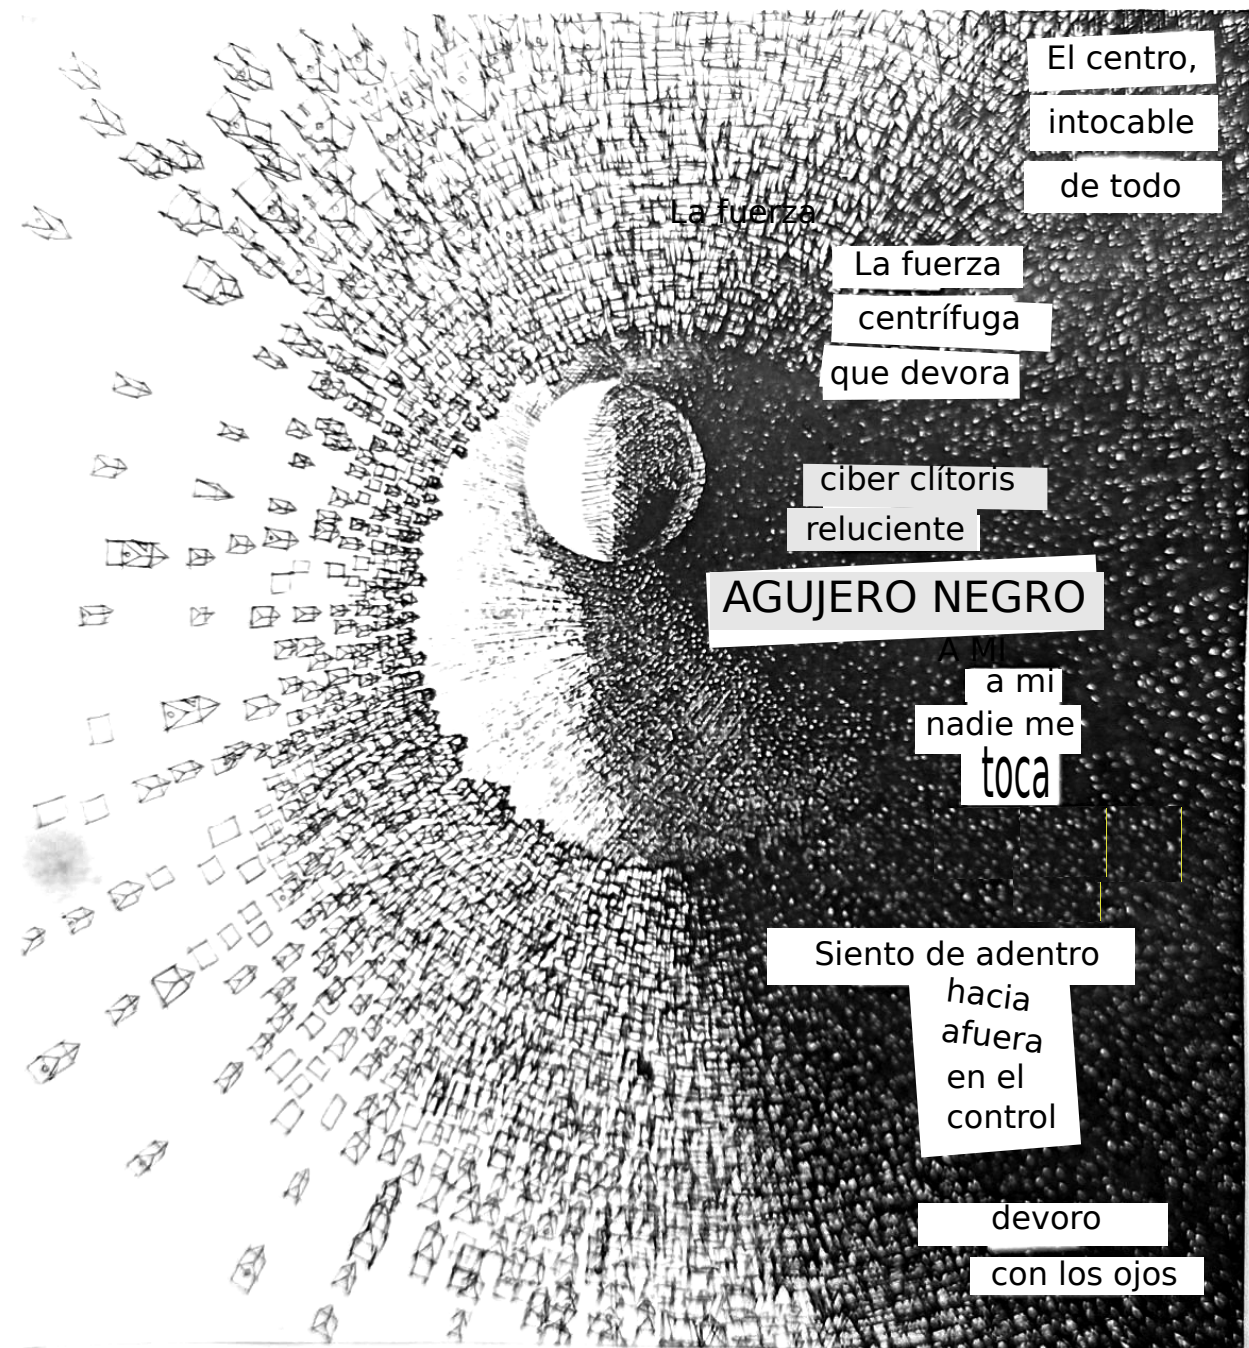 El centro,
intocable
de todo
La fuerza
La fuerza
centrífuga
que devora
ciber clítoris
reluciente
AGUJERO NEGRO
A MI
a mi
nadie me
toca
Siento de adentro
hacia
afuera
en el
control
devoro
con los ojos